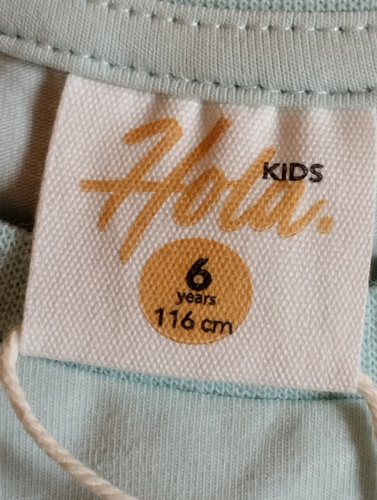 KIDS
Hola.
6
years
116 cm